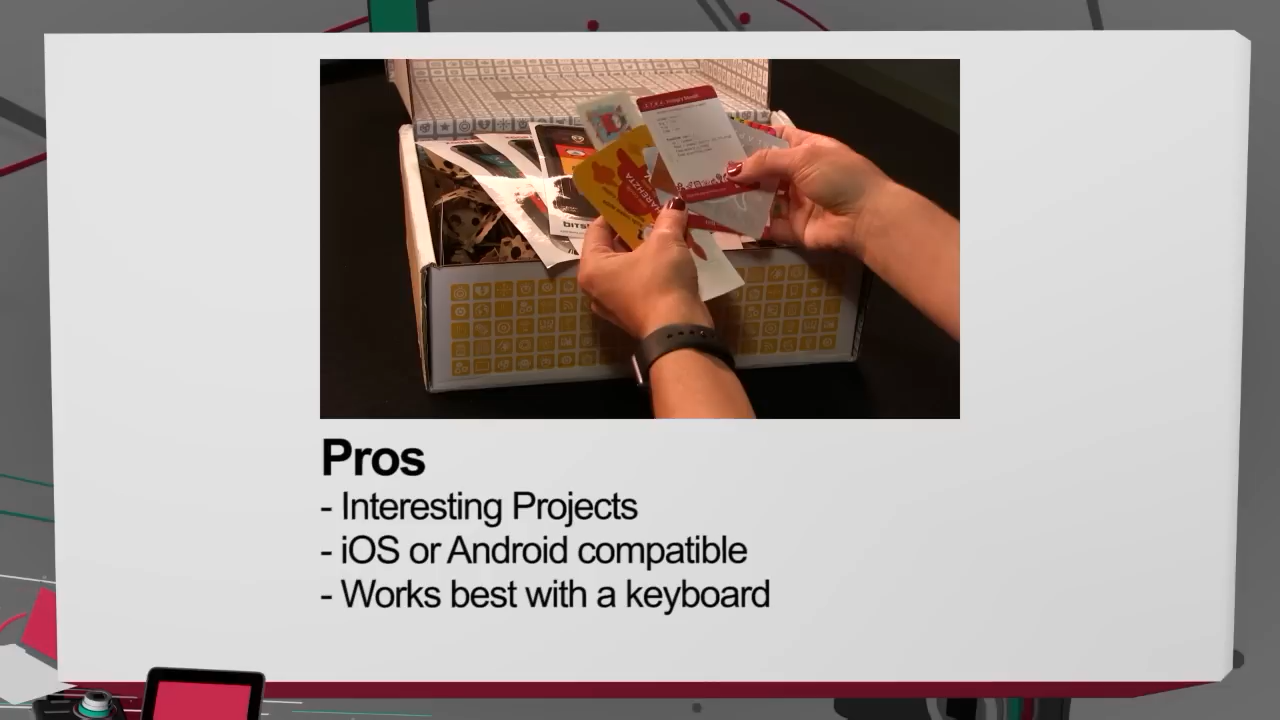 Pros
- Interesting Projects
- iOS or Android compatible
- Works best with a keyboard